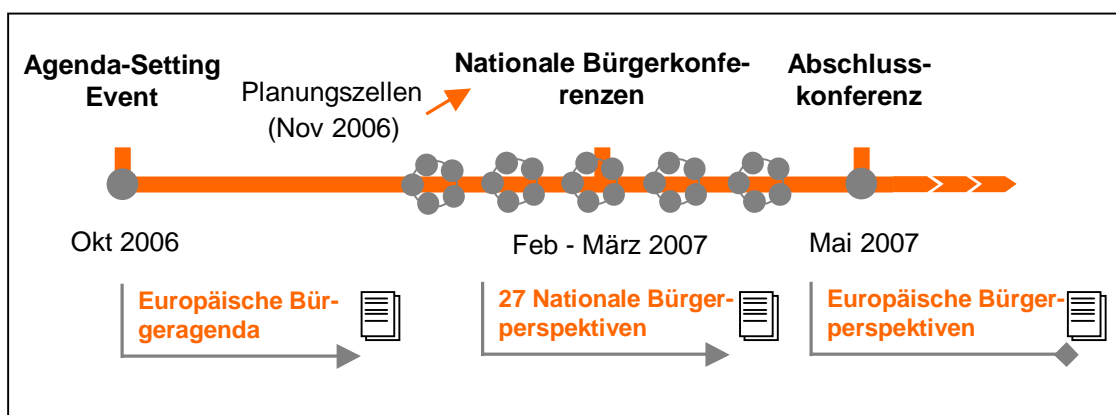 Agenda-Setting
Event
Planungszellen
(Nov 2006)
Nationale Bürgerkonfe-
renzen
Abschluss-
konferenz
Okt 2006
Feb - März 2007
Mai 2007
Europäische Bür-
geragenda
27 Nationale Bürger-
perspektiven
Europäische Bürger-
perspektiven